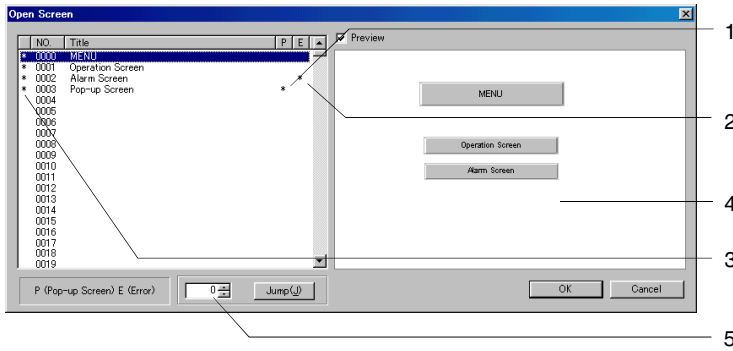 Open Screen
1
NO. Title P E
Preview
* 0000 MENU
* 0001 Operation Screen
* 0002 Alarm Screen *
* 0003 Pop-up Screen *
0004
0005
0006
0007
0008
0009
0010
0011
0012
0013
0014
0015
0016
0017
0018
0019
MENU
Operation Screen
Alarm Screen
2
4
3
P (Pop-up Screen) E (Error)
0
Jump(J)
OK
Cancel
5